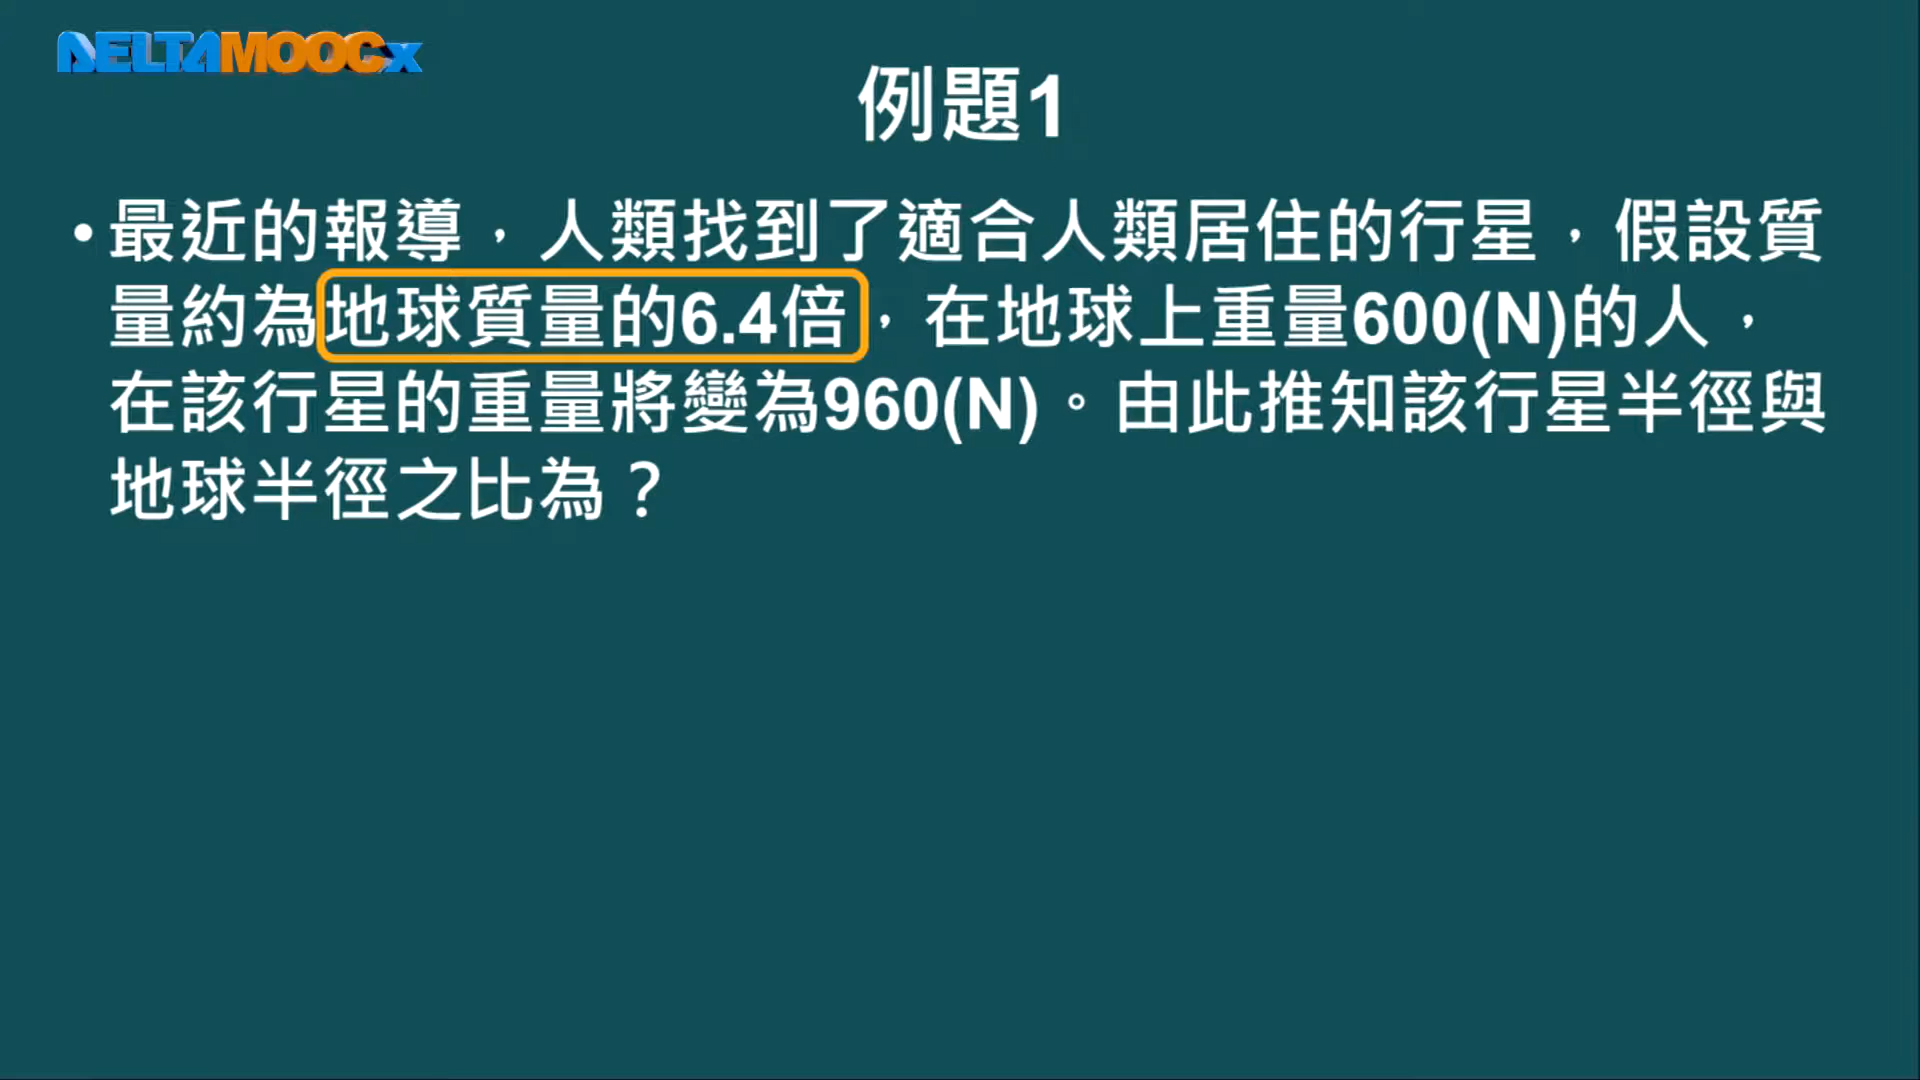 DELTAMOOCx
例題1
•最近的報導，人類找到了適合人類居住的行星，假設質
量約為地球質量的6.4倍，在地球上重量600(N)的人，
在該行星的重量將變為960(N)。由此推知該行星半徑與
地球半徑之比為？